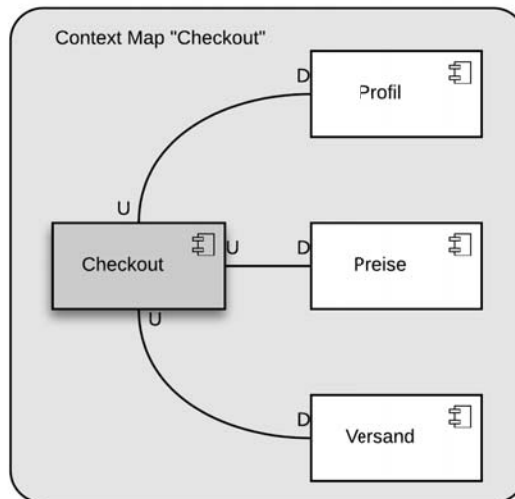 Context Map "Checkout"
D
Profil
U
Checkout
U
D
Preise
U
D
Versand